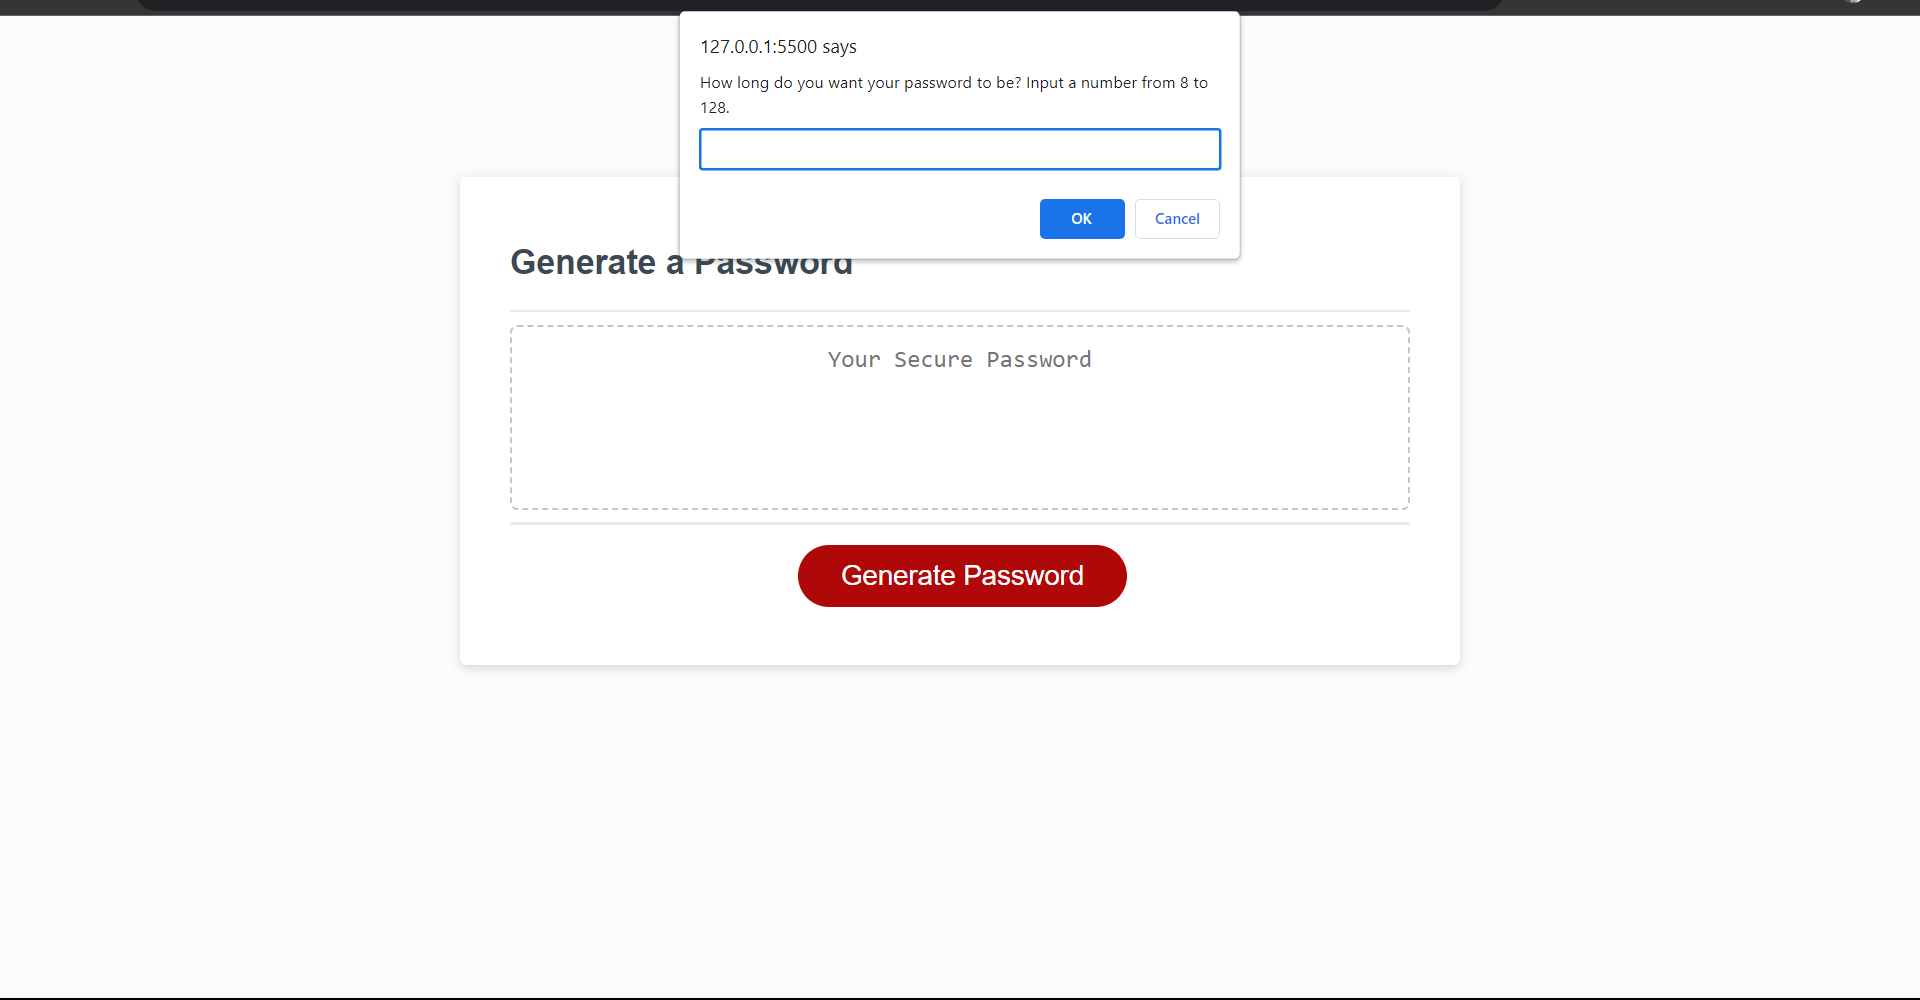 127.0.0.1:5500 says
How long do you want your password to be? Input a number from 8 to
128.
OK
Cancel
Generate a Password
Your Secure Password
Generate Password